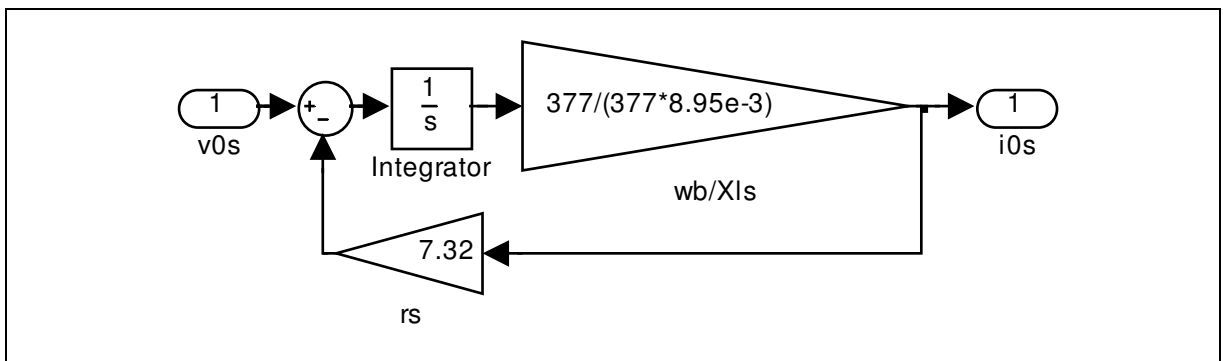 1
v0s
+
−
1
s
Integrator
377/(377*8.95e-3)
wb/Xls
1
i0s
7.32
rs